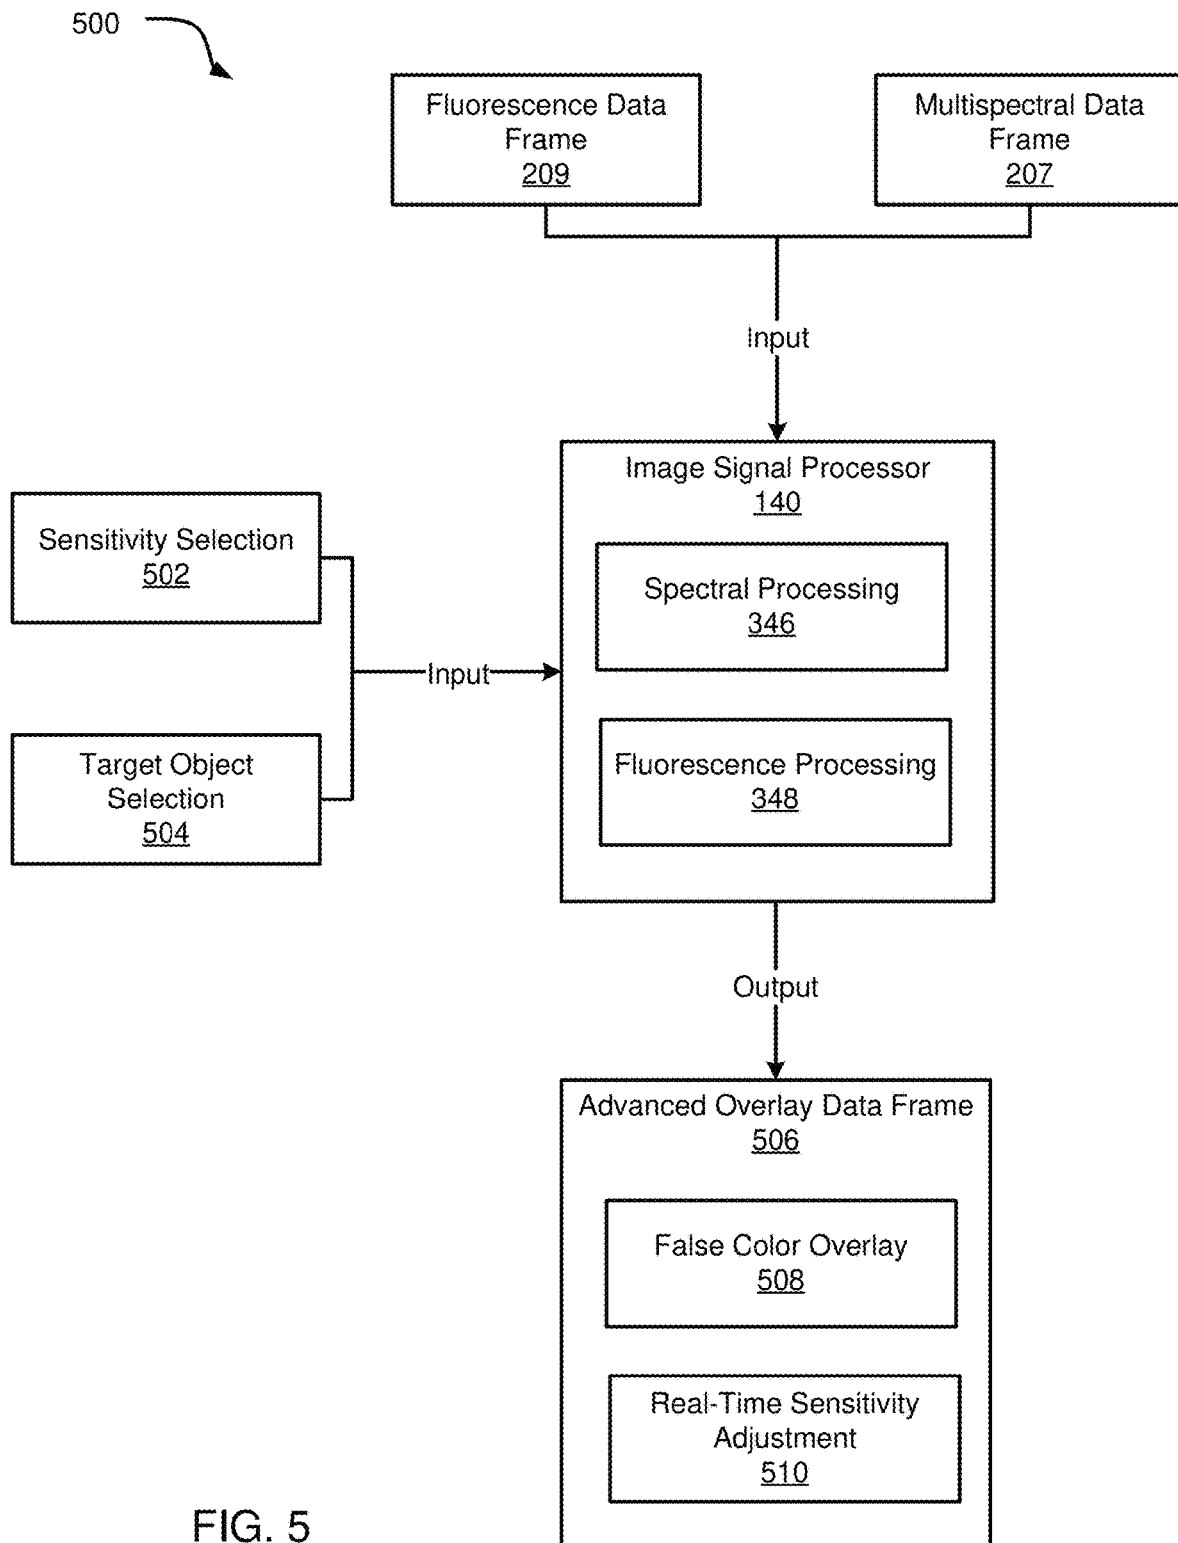 500
Fluorescence Data
Frame
209
Multispectral Data
Frame
207
Input
Image Signal Processor
140
Sensitivity Selection
502
Spectral Processing
346
Input
Target Object
Selection
504
Fluorescence Processing
348
Output
Advanced Overlay Data Frame
506
False Color Overlay
508
Real-Time Sensitivity
Adjustment
510
FIG. 5